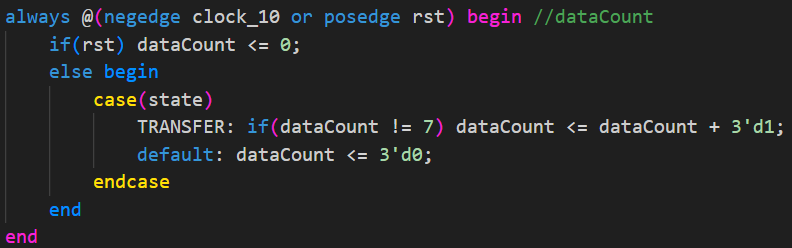 always @(negedge clock_10 or posedge rst) begin //dataCount
    if(rst) dataCount <= 0;
    else begin
        case(state)
            TRANSFER: if(dataCount != 7) dataCount <= dataCount + 3'd1;
            default: dataCount <= 3'd0;
        endcase
    end
end